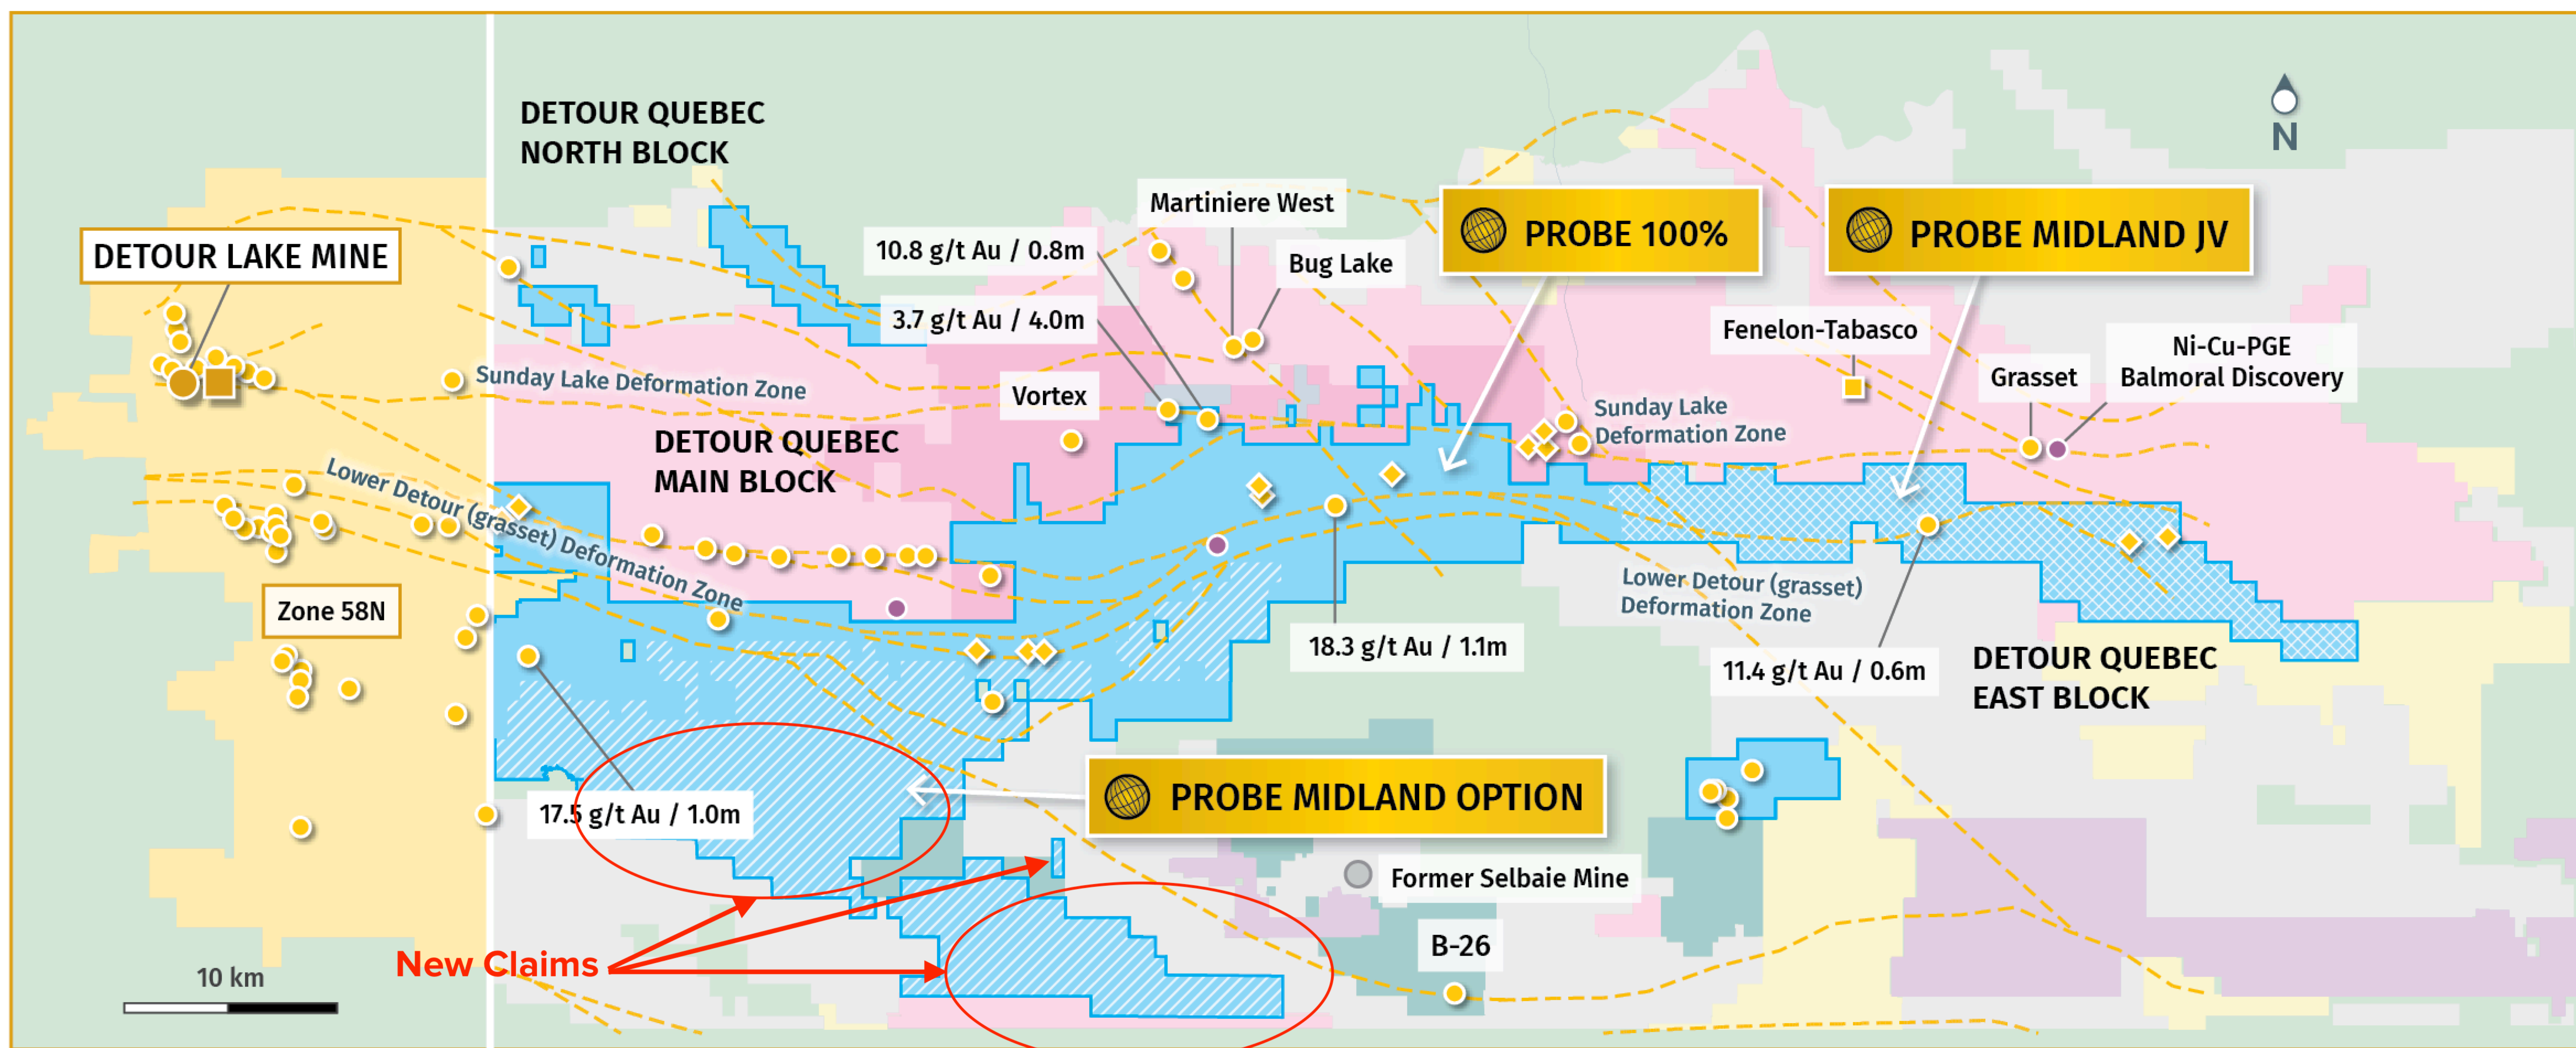 DETOUR QUEBEC
NORTH BLOCK
N
Martiniere West
10.8 g/t Au / 0.8m
Bug Lake
PROBE 100%
PROBE MIDLAND JV
DETOUR LAKE MINE
3.7 g/t Au / 4.0m
Fenelon-Tabasco
Ni-Cu-PGE
Balmoral Discovery
Grasset
Sunday Lake Deformation Zone
Vortex
Sunday Lake
Deformation Zone
DETOUR QUEBEC
MAIN BLOCK
Lower Detour (grasset) Deformation Zone
Lower Detour (grasset)
Deformation Zone
Zone 58N
18.3 g/t Au / 1.1m
11.4 g/t Au / 0.6m
DETOUR QUEBEC
EAST BLOCK
PROBE MIDLAND OPTION
17.5 g/t Au / 1.0m
Former Selbaie Mine
B-26
New Claims
10 km